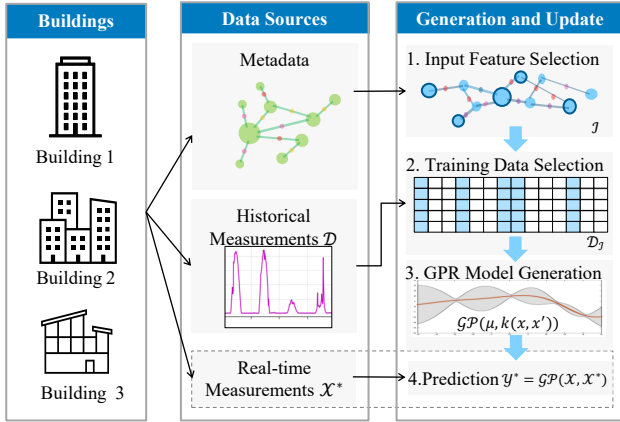 Buildings
Building 1
Building 2
Building 3
Data Sources
Metadata
Historical
Measurements 𝒟
Real-time
Measurements 𝒳*
Generation and Update
1. Input Feature Selection
ℐ
2. Training Data Selection
𝒟_ℐ
3. GPR Model Generation
𝒢𝒫(μ, k(x, x′))
4.Prediction 𝒴* = 𝒢𝒫(𝒳, 𝒳*)